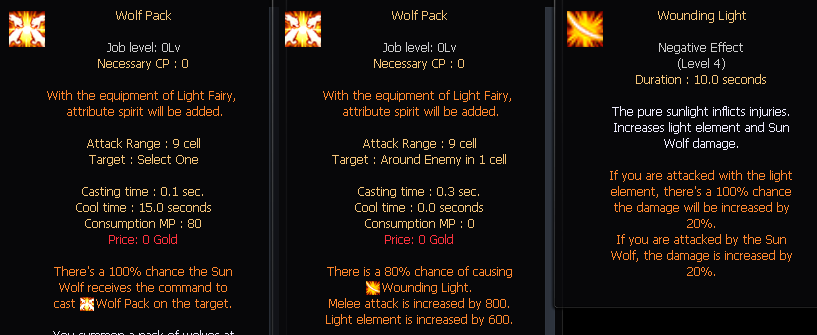 Wolf Pack
Job level: 0Lv
Necessary CP : 0
With the equipment of Light Fairy,
attribute spirit will be added.
Attack Range : 9 cell
Target : Select One
Casting time : 0.1 sec.
Cool time : 15.0 seconds
Consumption MP : 80
Price: 0 Gold
There's a 100% chance the Sun
Wolf receives the command to
cast Wolf Pack on the target.
You summon a pack of wolves at
Wolf Pack
Job level: 0Lv
Necessary CP : 0
With the equipment of Light Fairy,
attribute spirit will be added.
Attack Range : 9 cell
Target : Around Enemy in 1 cell
Casting time : 0.3 sec.
Cool time : 0.0 seconds
Consumption MP : 0
Price: 0 Gold
There is a 80% chance of causing
Wounding Light.
Melee attack is increased by 800.
Light element is increased by 600.
Wounding Light
Negative Effect
(Level 4)
Duration : 10.0 seconds
The pure sunlight inflicts injuries.
Increases light element and Sun
Wolf damage.
If you are attacked with the light
element, there's a 100% chance
the damage will be increased by
20%.
If you are attacked by the Sun
Wolf, the damage is increased by
20%.